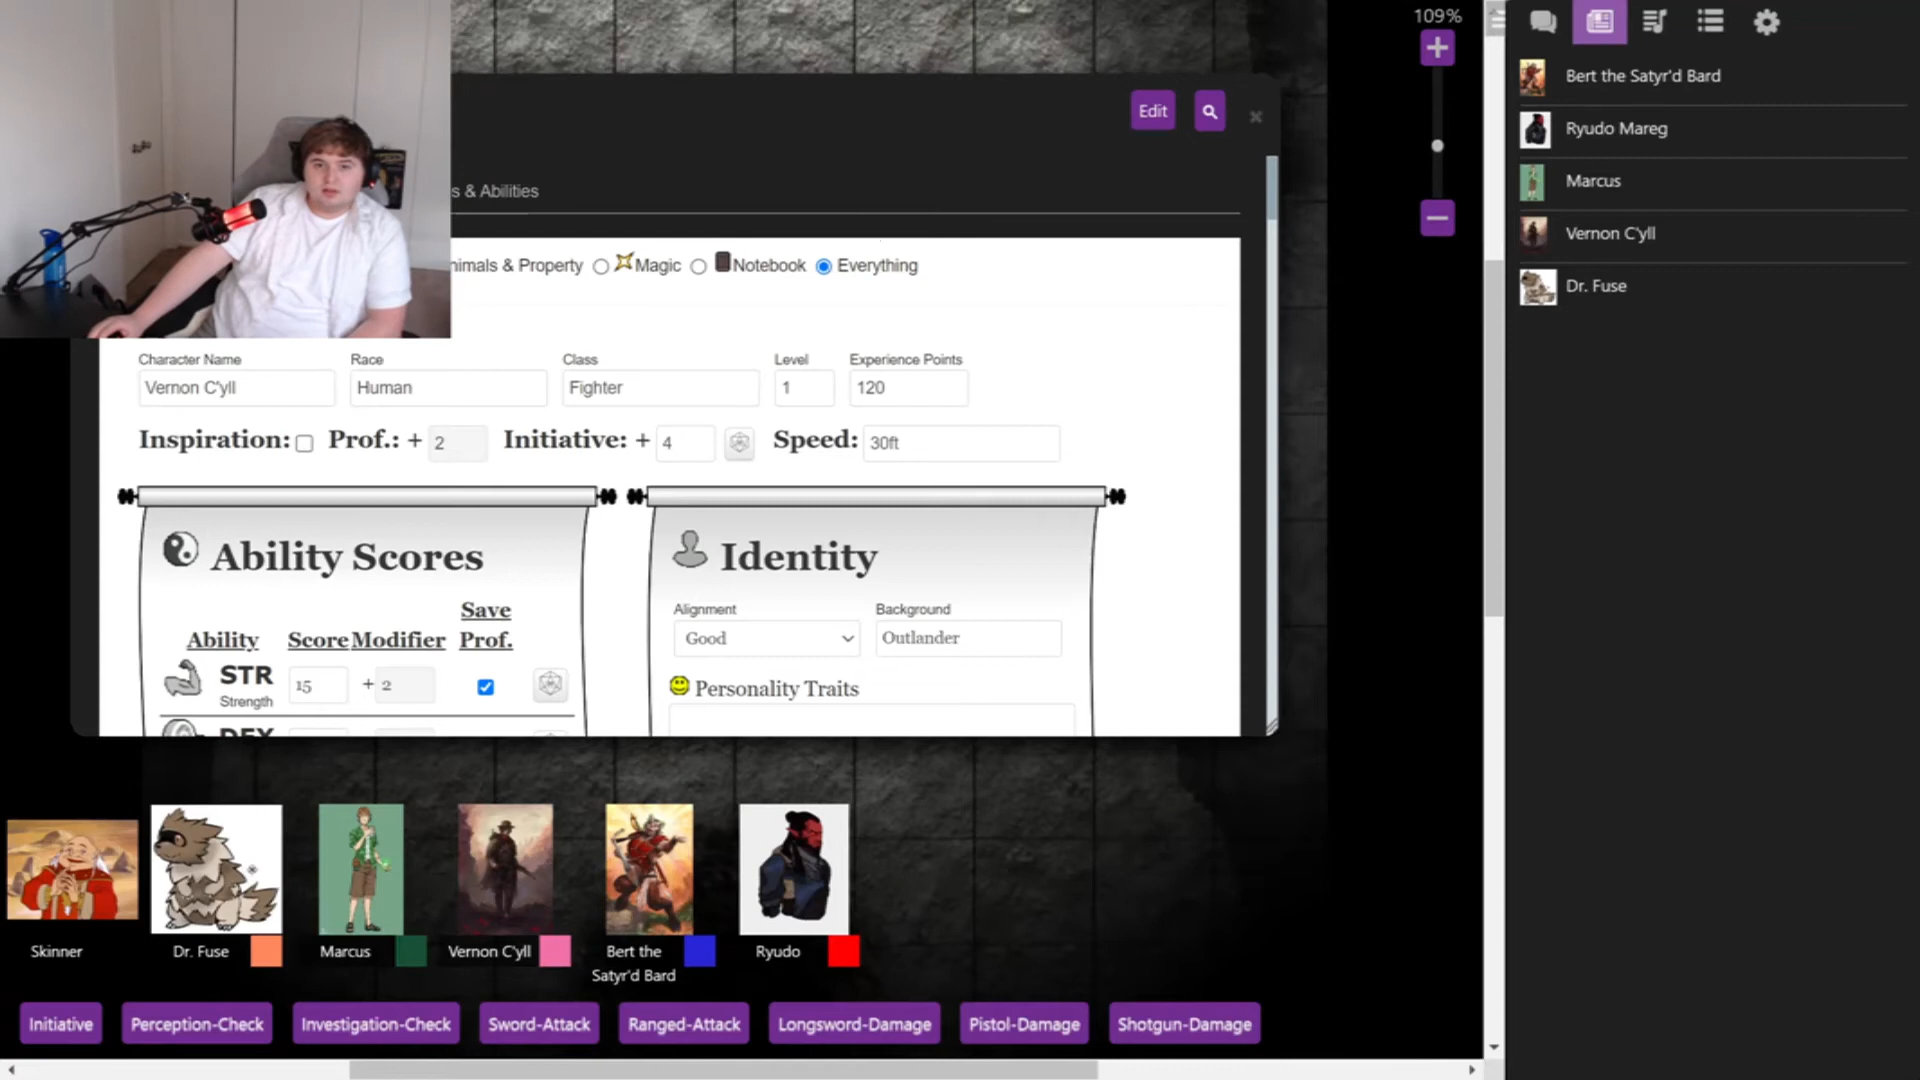 109%
Edit
s & Abilities
nimals & Property Magic Notebook Everything
Character Name Race Class Level Experience Points
Vernon C'yll Human Fighter 1 120
Inspiration: Prof.: + 2 Initiative: + 4 Speed: 30ft
Ability Scores
Save
Ability Score Modifier Prof.
STR 15 + 2
Strength
DEX
Identity
Alignment Background
Good Outlander
Personality Traits
Skinner Dr. Fuse Marcus Vernon C'yll Bert the Satyr'd Bard Ryudo
Initiative Perception-Check Investigation-Check Sword-Attack Ranged-Attack Longsword-Damage Pistol-Damage Shotgun-Damage
Bert the Satyr'd Bard
Ryudo Mareg
Marcus
Vernon C'yll
Dr. Fuse